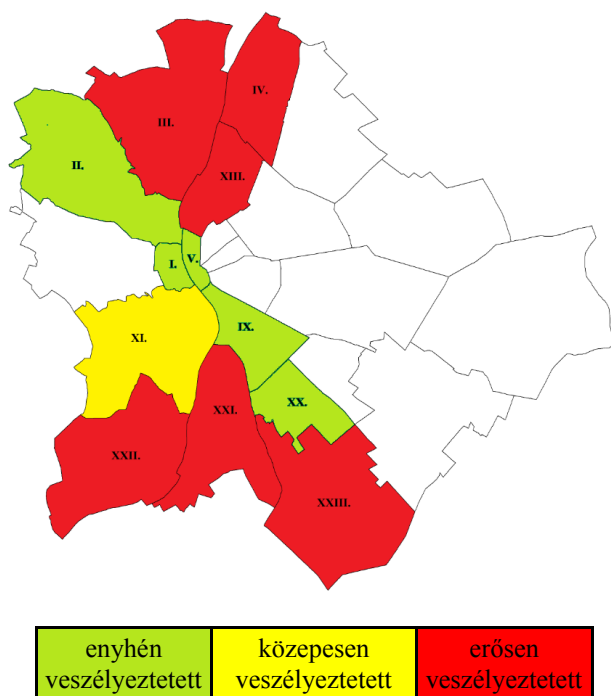 IV.
III.
II.
XIII.
I.
V.
IX.
XI.
XX.
XXI.
XXII.
XXIII.
enyhén
veszélyeztetett
közepesen
veszélyeztetett
erősen
veszélyeztetett